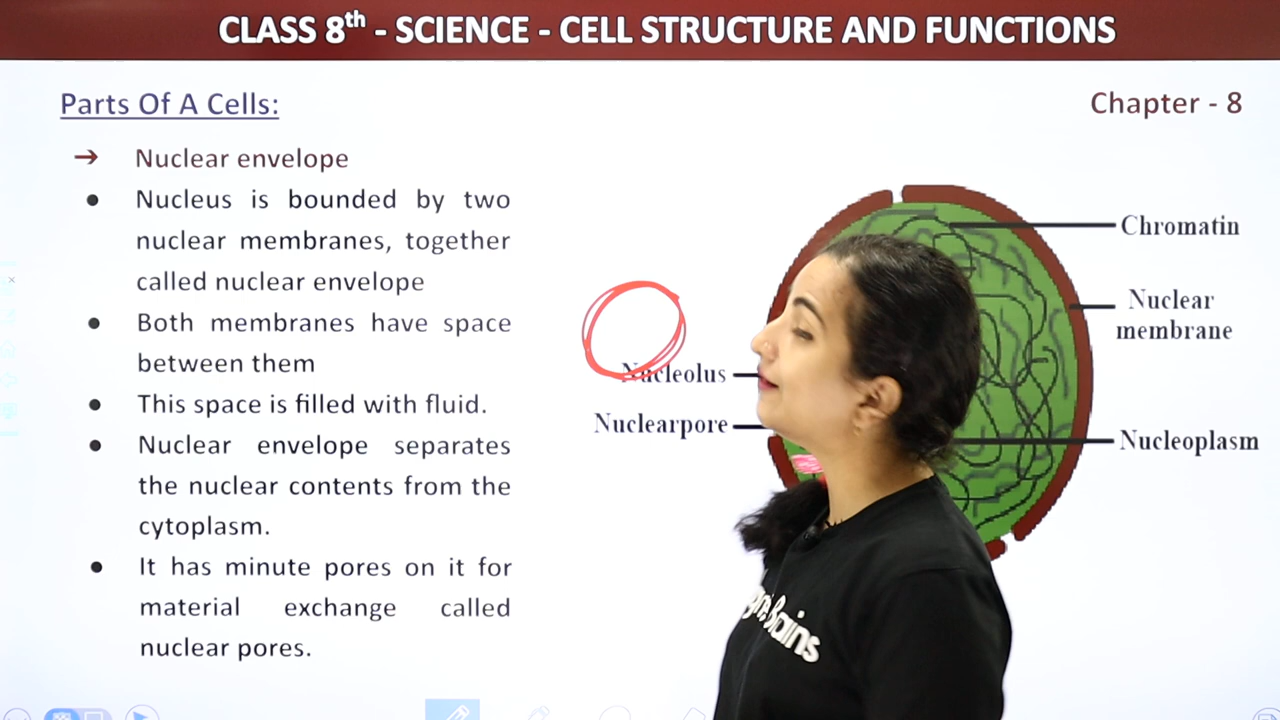 CLASS 8th - SCIENCE - CELL STRUCTURE AND FUNCTIONS
Parts Of A Cells:
Chapter - 8
➔ Nuclear envelope
● Nucleus is bounded by two
nuclear membranes, together
called nuclear envelope
● Both membranes have space
between them
● This space is filled with fluid.
● Nuclear envelope separates
the nuclear contents from the
cytoplasm.
● It has minute pores on it for
material exchange called
nuclear pores.
Chromatin
Nuclear
membrane
Nucleolus
Nuclearpore
Nucleoplasm